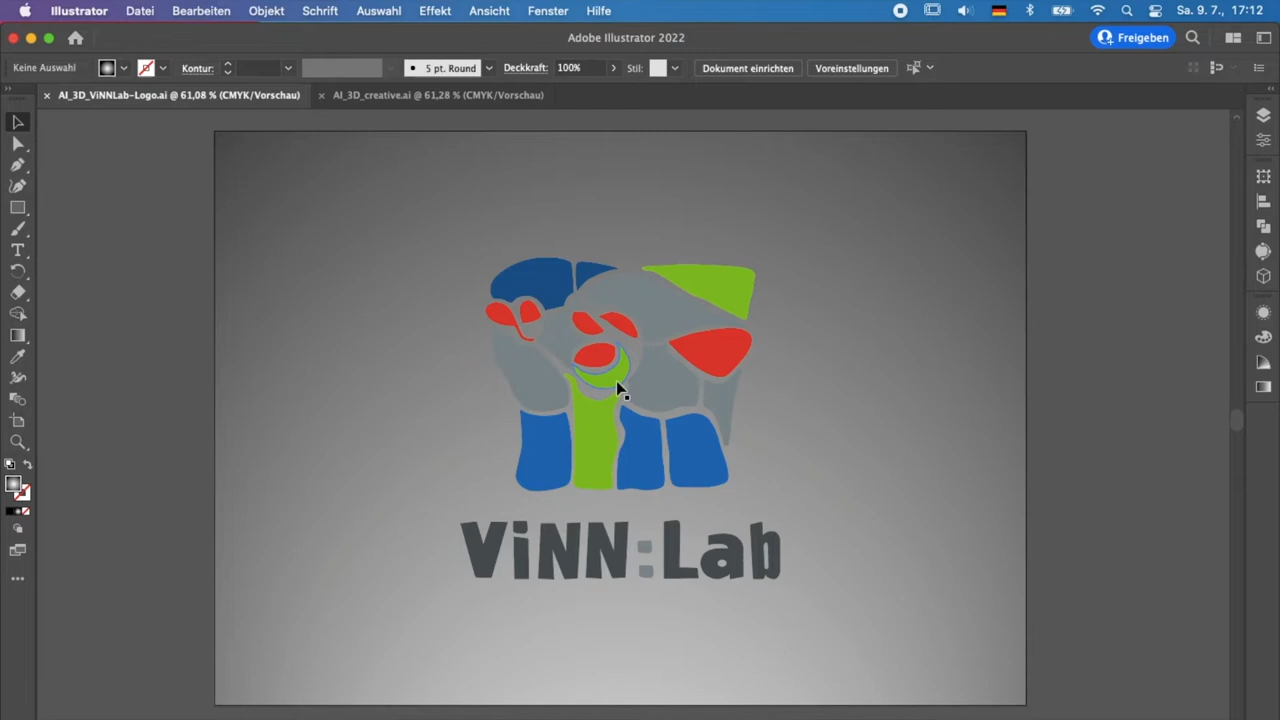 Illustrator Datei Bearbeiten Objekt Schrift Auswahl Effekt Ansicht Fenster Hilfe Sa. 9. 7., 17:12
Adobe Illustrator 2022 Freigeben
Keine Auswahl Kontur: 5 pt. Round Deckkraft: 100% Stil: Dokument einrichten Voreinstellungen
AI_3D_ViNNLab-Logo.ai @ 61,08 % (CMYK/Vorschau) AI_3D_creative.ai @ 61,28 % (CMYK/Vorschau)
ViNN:Lab